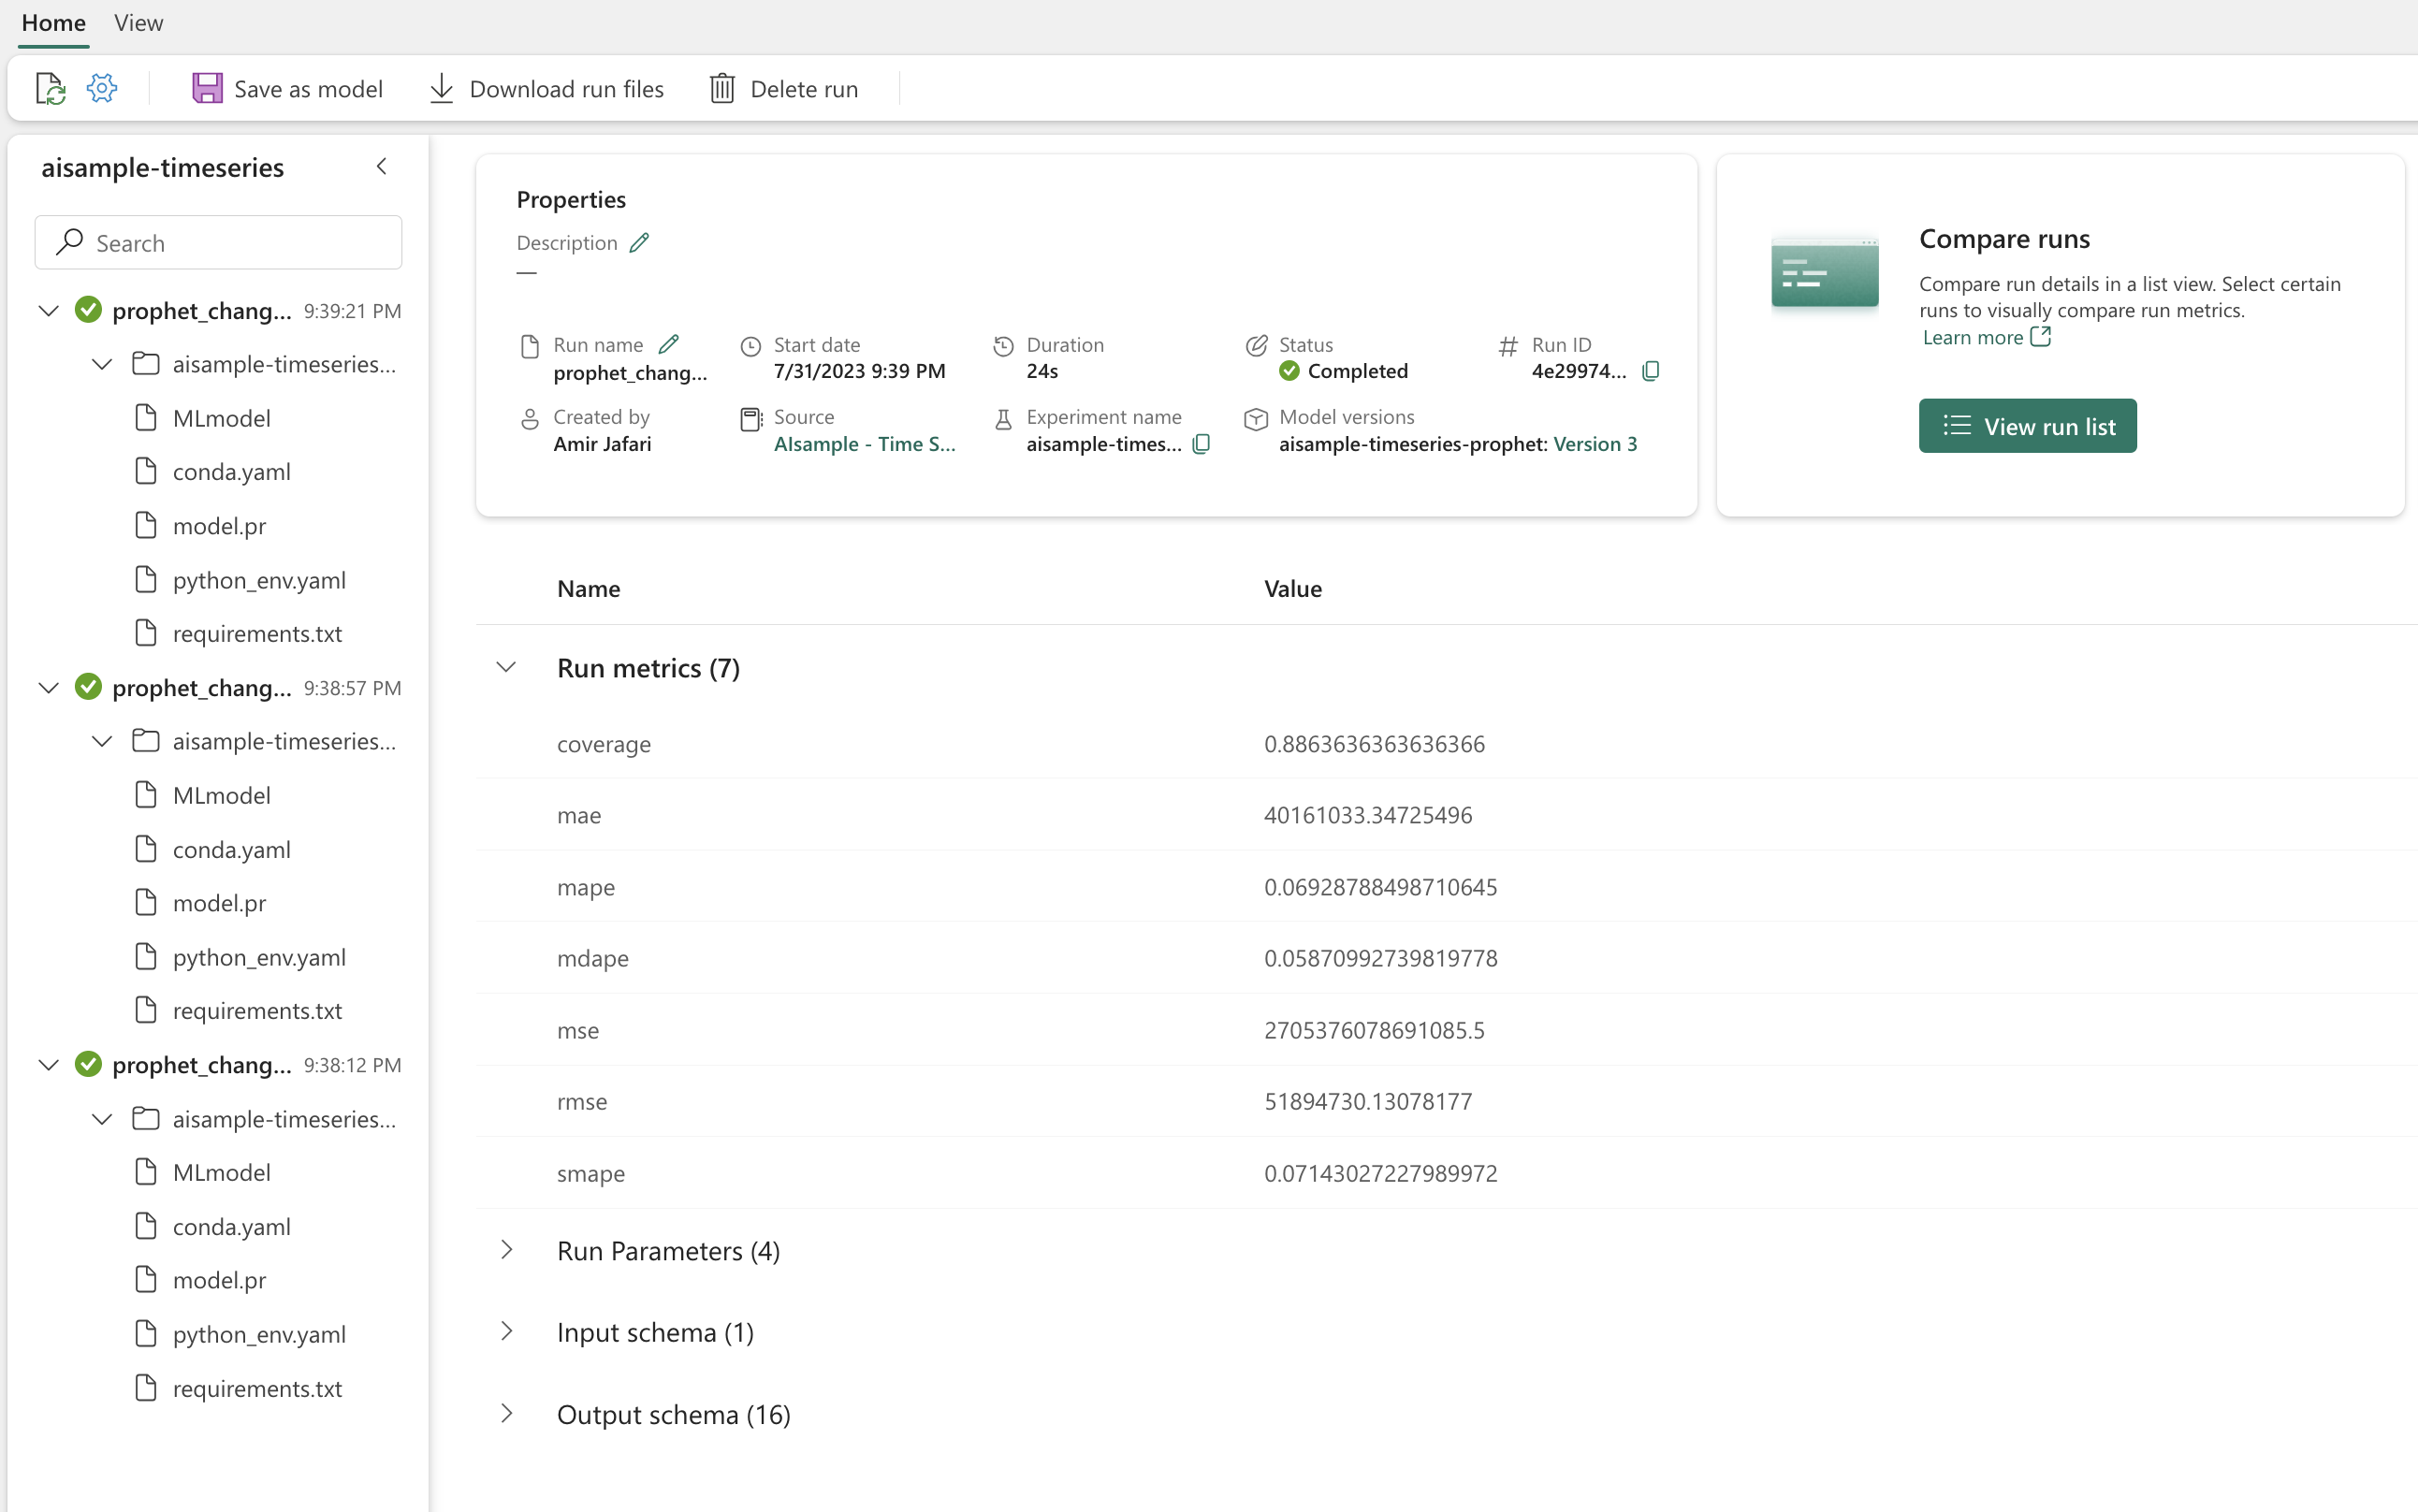 Home View
Save as model Download run files Delete run
aisample-timeseries
Search
prophet_chang... 9:39:21 PM
aisample-timeseries...
MLmodel
conda.yaml
model.pr
python_env.yaml
requirements.txt
prophet_chang... 9:38:57 PM
aisample-timeseries...
MLmodel
conda.yaml
model.pr
python_env.yaml
requirements.txt
prophet_chang... 9:38:12 PM
aisample-timeseries...
MLmodel
conda.yaml
model.pr
python_env.yaml
requirements.txt
Properties
Description
—
Run name Start date Duration Status Run ID
prophet_chang... 7/31/2023 9:39 PM 24s Completed 4e29974...
Created by Source Experiment name Model versions
Amir Jafari AIsample - Time S... aisample-times... aisample-timeseries-prophet: Version 3
Compare runs
Compare run details in a list view. Select certain
runs to visually compare run metrics.
Learn more
View run list
Name Value
Run metrics (7)
coverage 0.8863636363636366
mae 40161033.34725496
mape 0.06928788498710645
mdape 0.05870992739819778
mse 2705376078691085.5
rmse 51894730.13078177
smape 0.07143027227989972
Run Parameters (4)
Input schema (1)
Output schema (16)